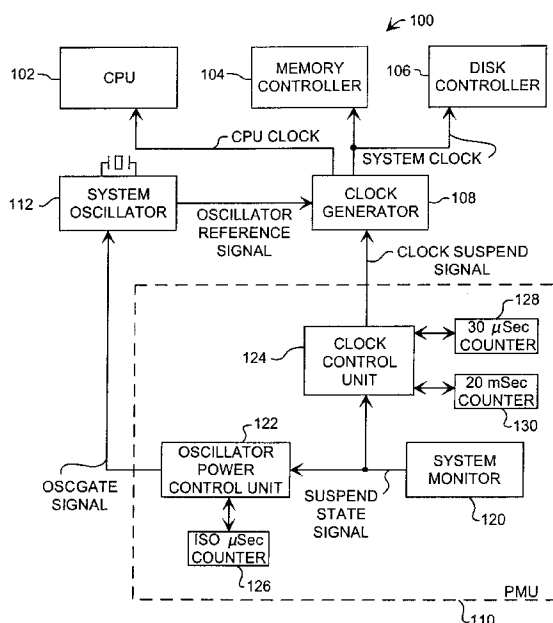 100
102
CPU
104
MEMORY
CONTROLLER
106
DISK
CONTROLLER
CPU CLOCK
SYSTEM CLOCK
112
SYSTEM
OSCILLATOR
OSCILLATOR
REFERENCE
SIGNAL
CLOCK
GENERATOR
108
CLOCK SUSPEND
SIGNAL
128
124
CLOCK
CONTROL
UNIT
30 µSec
COUNTER
20 mSec
COUNTER
130
122
OSCGATE
SIGNAL
OSCILLATOR
POWER
CONTROL UNIT
SUSPEND
STATE
SIGNAL
SYSTEM
MONITOR
120
ISO µSec
COUNTER
126
PMU
110